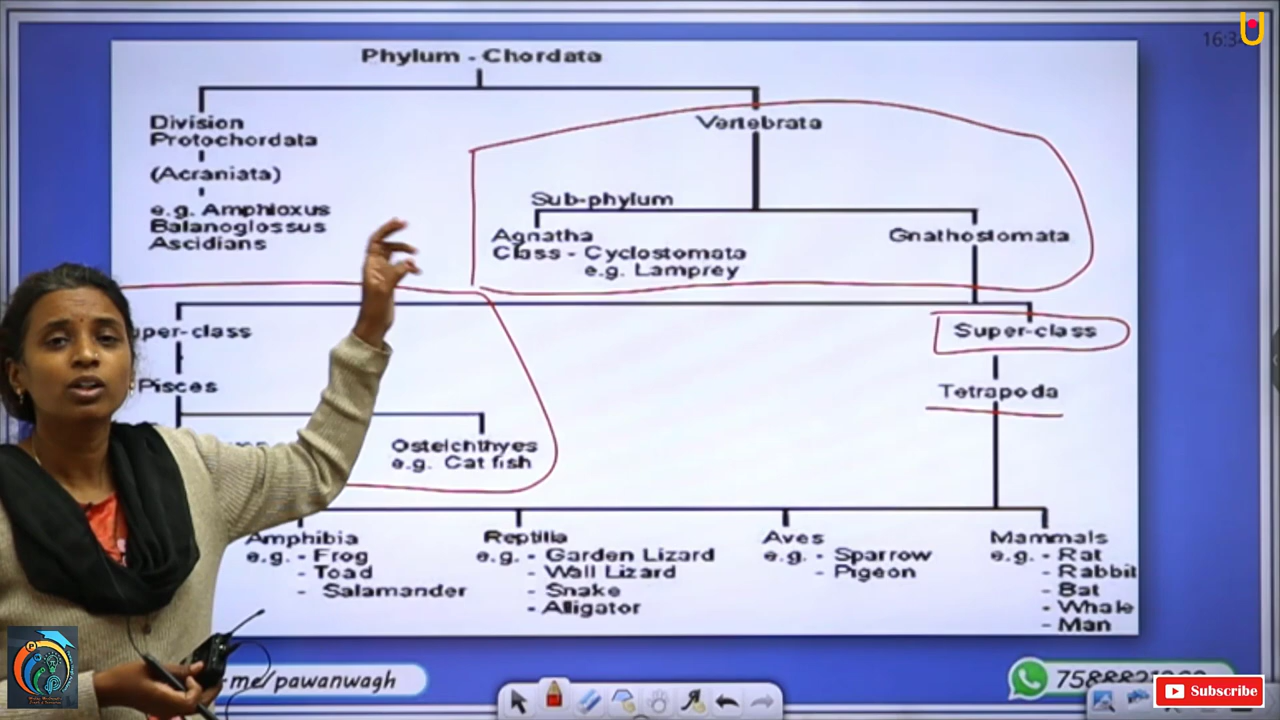 Phylum - Chordata
Division
Protochordata
(Acraniata)
e.g. Amphioxus
Balanoglossus
Ascidians
Vertebrata
Sub-phylum
Agnatha
Class - Cyclostomata
e.g. Lamprey
Gnathostomata
uper-class
Pisces
Osteichthyes
e.g. Cat fish
Super-class
Tetrapoda
Amphibia
e.g. - Frog
- Toad
- Salamander
Reptilia
e.g. - Garden Lizard
- Wall Lizard
- Snake
- Alligator
Aves
e.g. - Sparrow
- Pigeon
Mammals
e.g. - Rat
- Rabbit
- Bat
- Whale
- Man
.me/pawanwagh
Subscribe